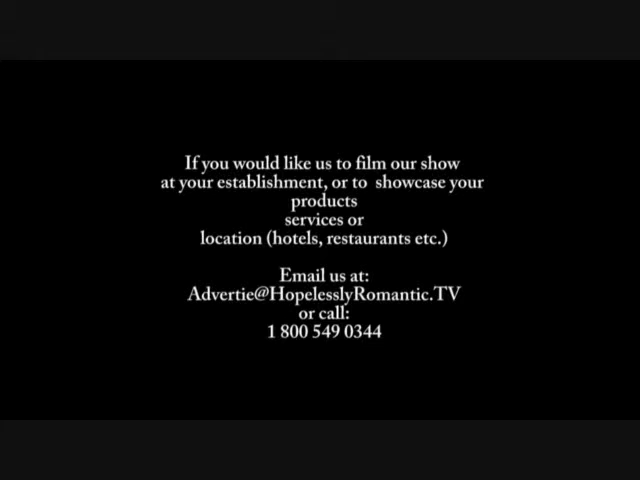 If you would like us to film our show
at your establishment, or to showcase your
products
services or
location (hotels, restaurants etc.)
Email us at:
Advertie@HopelesslyRomantic.TV
or call:
1 800 549 0344